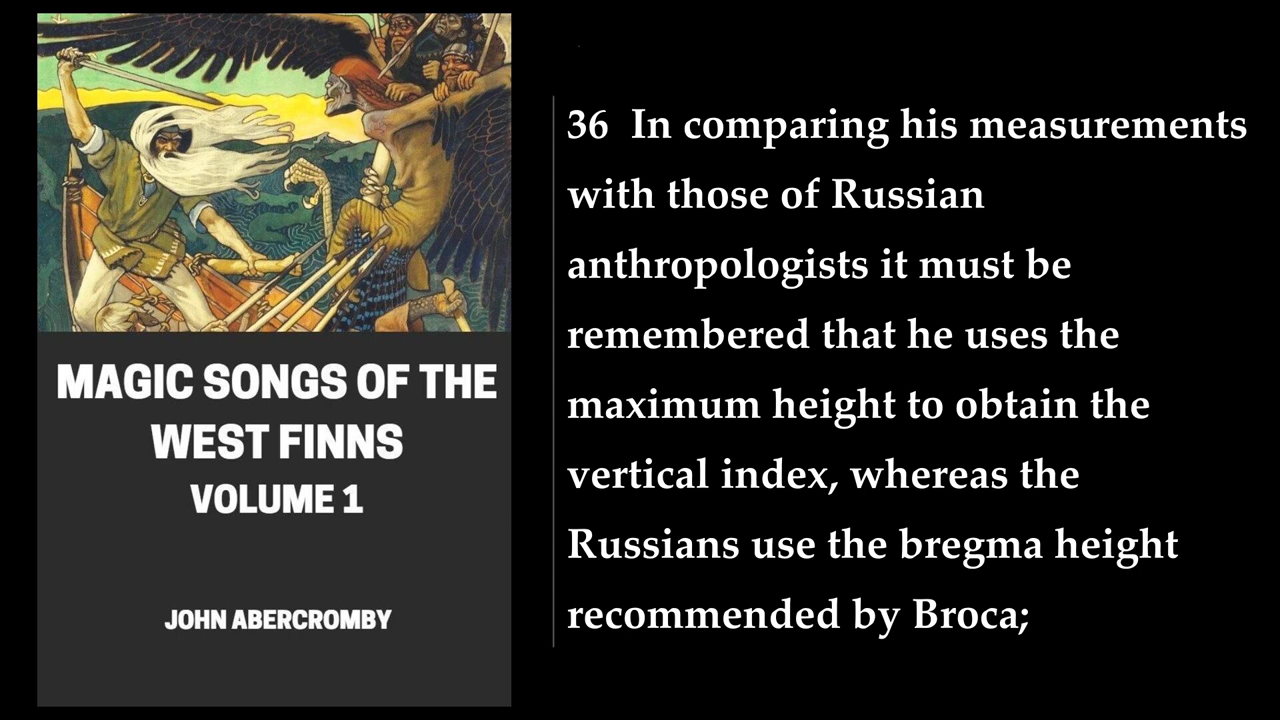 MAGIC SONGS OF THE
WEST FINNS
VOLUME 1
JOHN ABERCROMBY
36 In comparing his measurements
with those of Russian
anthropologists it must be
remembered that he uses the
maximum height to obtain the
vertical index, whereas the
Russians use the bregma height
recommended by Broca;